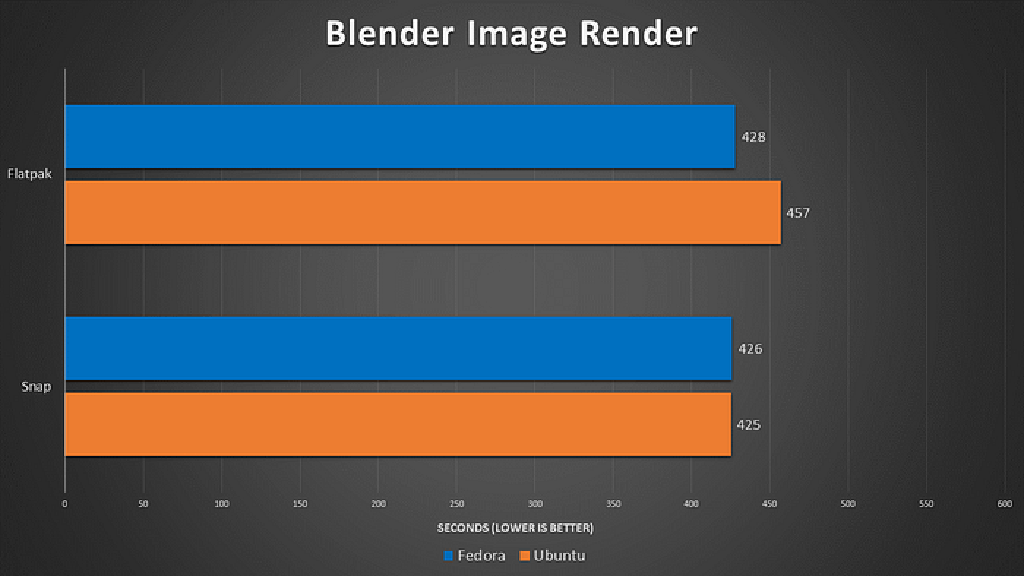 Blender Image Render
428
Flatpak
457
426
Snap
425
0 50 100 150 200 250 300 350 400 450 500 550 600
SECONDS (LOWER IS BETTER)
Fedora Ubuntu